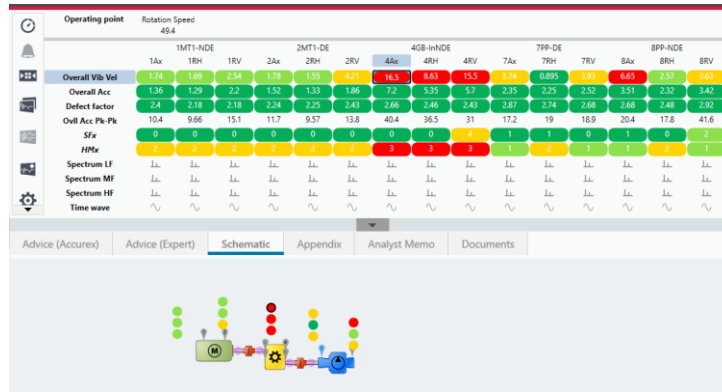 Operating point Rotation Speed
49.4
1MT1-NDE 2MT1-DE 4GB-InNDE 7PP-DE 8PP-NDE
1Ax 1RH 1RV 2Ax 2RH 2RV 4Ax 4RH 4RV 7Ax 7RH 7RV 8Ax 8RH 8RV
Overall Vib Vel 1.74 1.69 2.54 1.78 1.55 4.21 16.5 8.63 15.5 3.74 0.895 3.93 6.65 2.57 3.63
Overall Acc 1.36 1.29 2.2 1.52 1.33 1.86 7.2 5.35 5.7 2.35 2.25 2.52 3.51 2.32 3.42
Defect factor 2.4 2.18 2.18 2.24 2.25 2.43 2.66 2.46 2.43 2.87 2.74 2.68 2.68 2.48 2.92
Ovll Acc Pk-Pk 10.4 9.66 15.1 11.7 9.57 13.8 40.4 36.5 31 17.2 19 18.9 20.4 17.8 41.6
SFx 0 0 0 0 0 0 0 0 4 1 1 0 1 0 2
HMx 2 2 2 2 2 2 3 3 3 1 2 1 1 2 1
Spectrum LF
Spectrum MF
Spectrum HF
Time wave
Advice (Accurex) Advice (Expert) Schematic Appendix Analyst Memo Documents
M